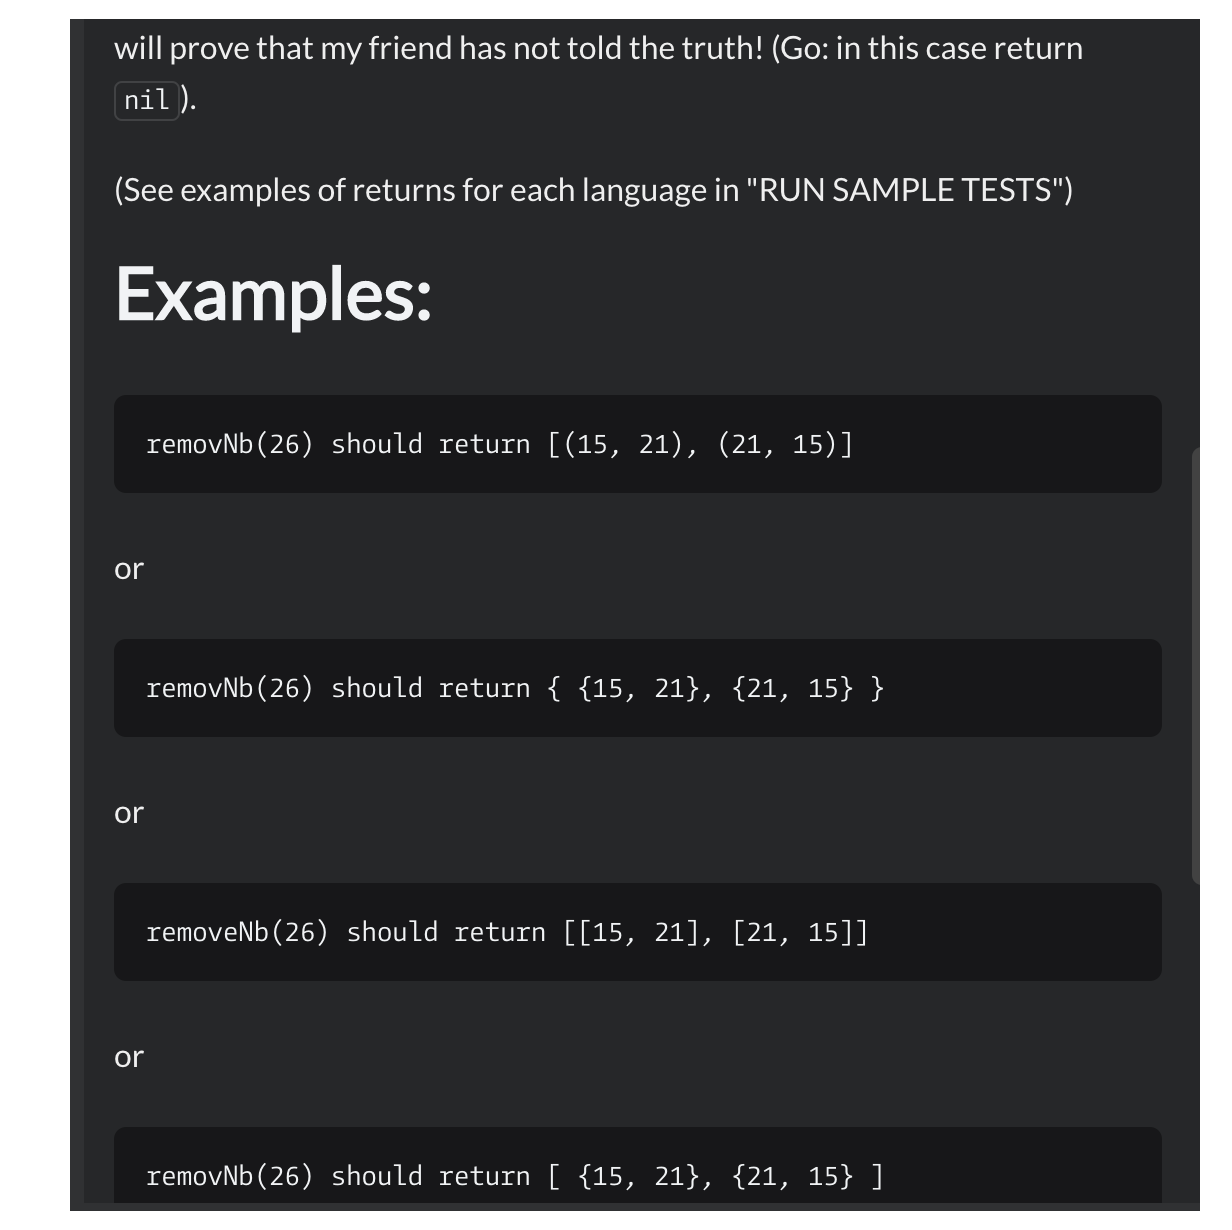 will prove that my friend has not told the truth! (Go: in this case return
nil ).
(See examples of returns for each language in "RUN SAMPLE TESTS")
Examples:
removNb(26) should return [(15, 21), (21, 15)]
or
removNb(26) should return { {15, 21}, {21, 15} }
or
removeNb(26) should return [[15, 21], [21, 15]]
or
removNb(26) should return [ {15, 21}, {21, 15} ]